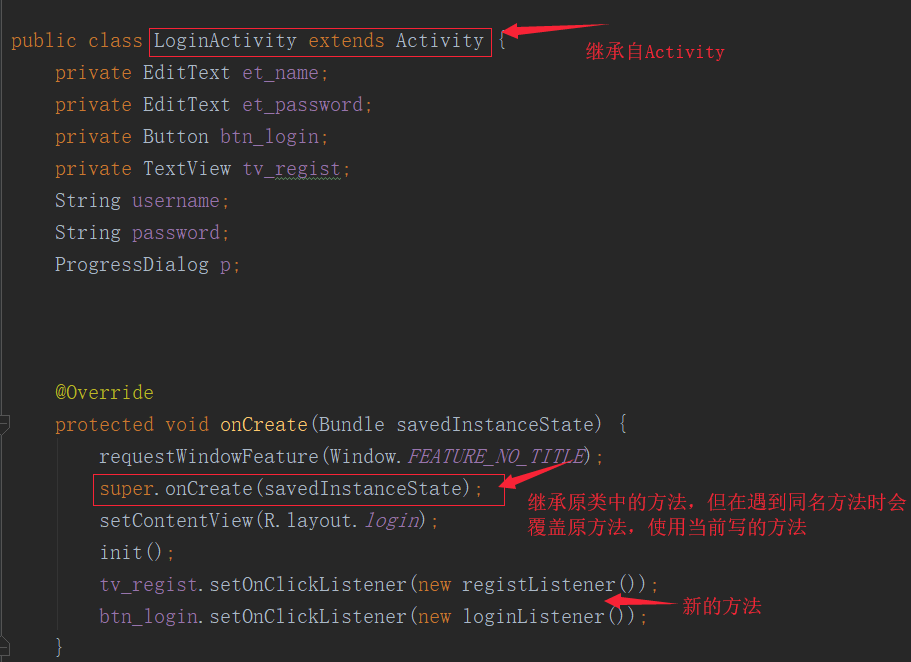 public class LoginActivity extends Activity {
继承自Activity
private EditText et_name;
private EditText et_password;
private Button btn_login;
private TextView tv_regist;
String username;
String password;
ProgressDialog p;
@Override
protected void onCreate(Bundle savedInstanceState) {
requestWindowFeature(Window.FEATURE_NO_TITLE);
super.onCreate(savedInstanceState);
继承原类中的方法，但在遇到同名方法时会
覆盖原方法，使用当前写的方法
setContentView(R.layout.login);
init();
tv_regist.setOnClickListener(new registListener());
btn_login.setOnClickListener(new loginListener());
新的方法
}